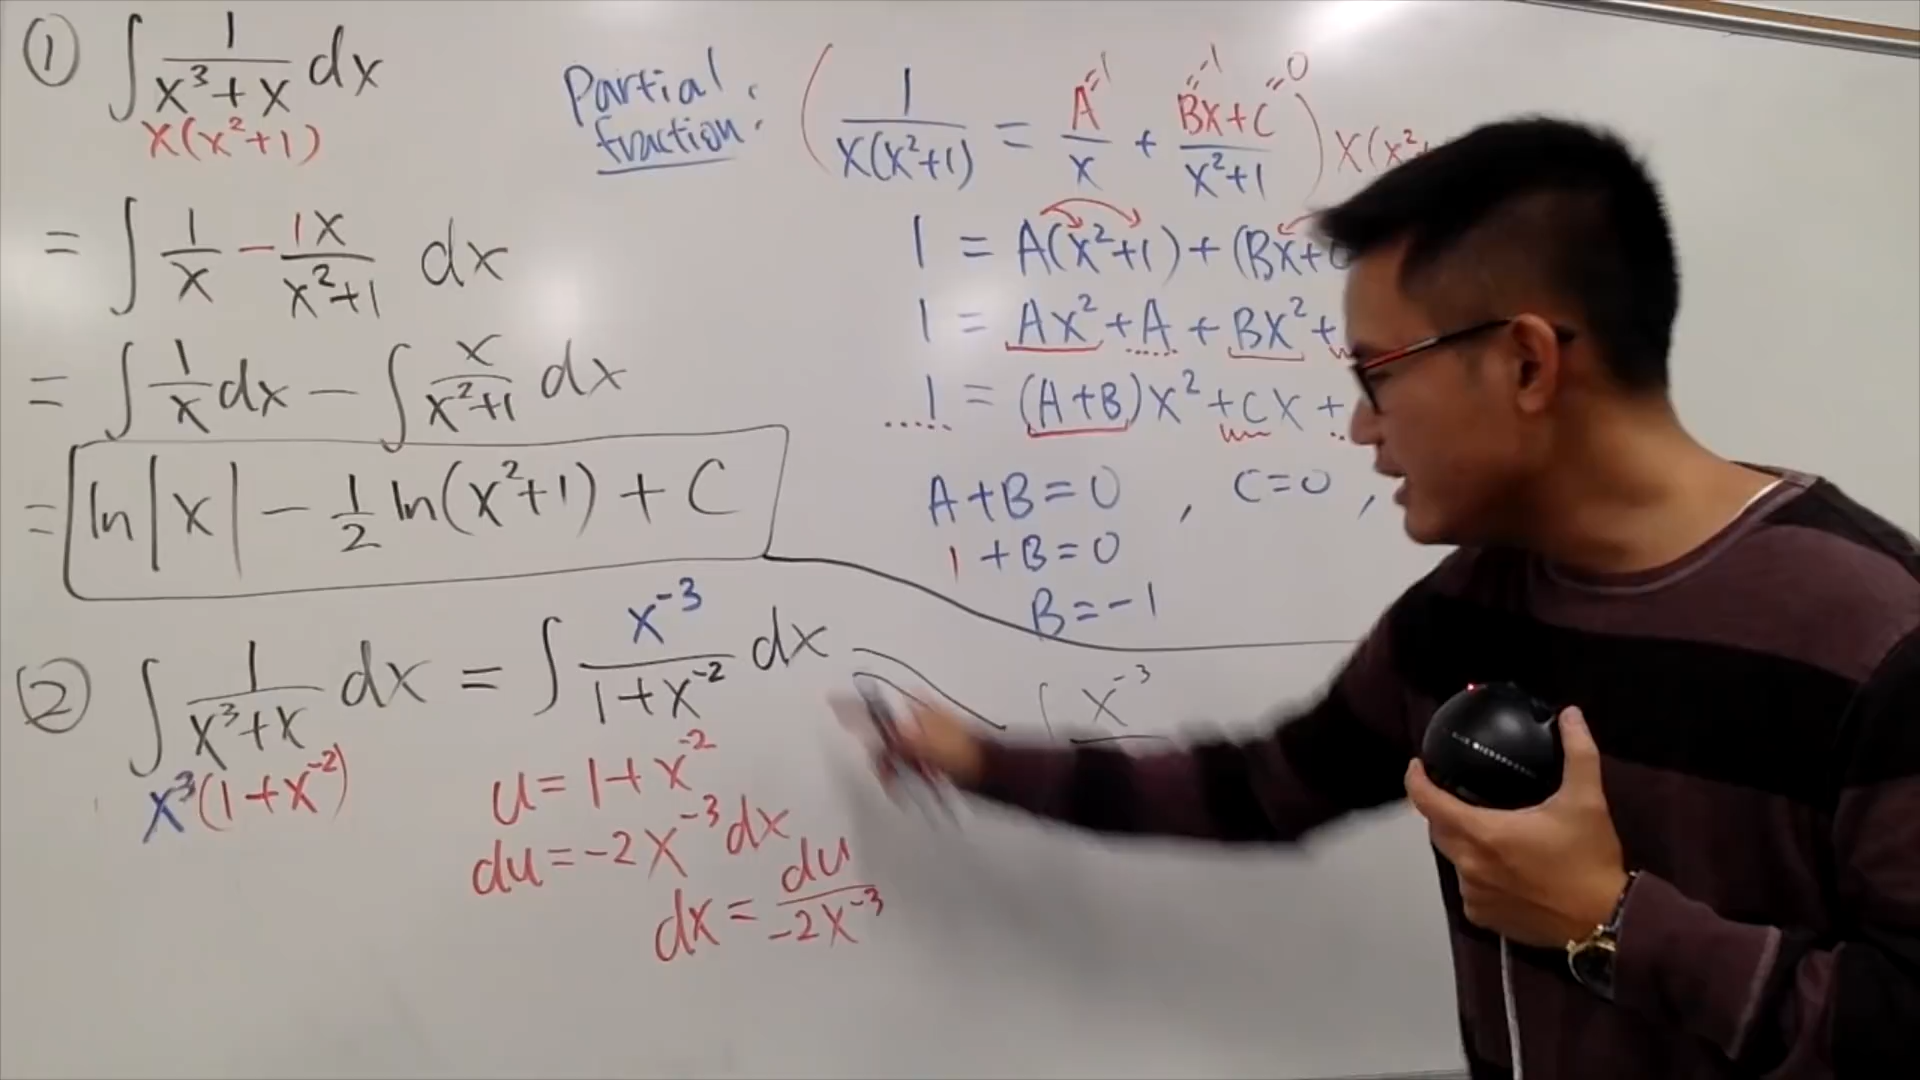 ① ∫ 1/(x³+x) dx
x(x²+1)
= ∫ 1/x - 1x/(x²+1) dx
= ∫ 1/x dx - ∫ x/(x²+1) dx
= ln|x| - 1/2 ln(x²+1) + C
Partial
fraction:
( 1/(x(x²+1)) = A/x + (Bx+C)/(x²+1) ) x(x²
"1 "-1 "0
1 = A(x²+1) + (Bx+
1 = Ax² + A + Bx² +
1 = (A+B)x² + Cx +
A+B=0 , C=0 ,
1+B=0
B=-1
② ∫ 1/(x³+x) dx = ∫ x⁻³/(1+x⁻²) dx
x³(1+x⁻²)
u=1+x⁻²
du=-2x⁻³dx
dx = du/(-2x⁻³)
∫ x⁻³